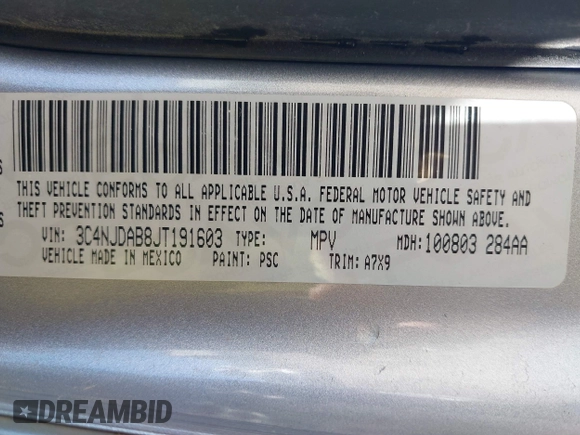 S
THIS VEHICLE CONFORMS TO ALL APPLICABLE U.S.A. FEDERAL MOTOR VEHICLE SAFETY AND
S
THEFT PREVENTION STANDARDS IN EFFECT ON THE DATE OF MANUFACTURE SHOWN ABOVE.
VIN: 3C4NJDAB8JT191603 TYPE: MPV MDH:100803 284AA
VEHICLE MADE IN MEXICO PAINT: PSC TRIM: A7X9
DREAMBID